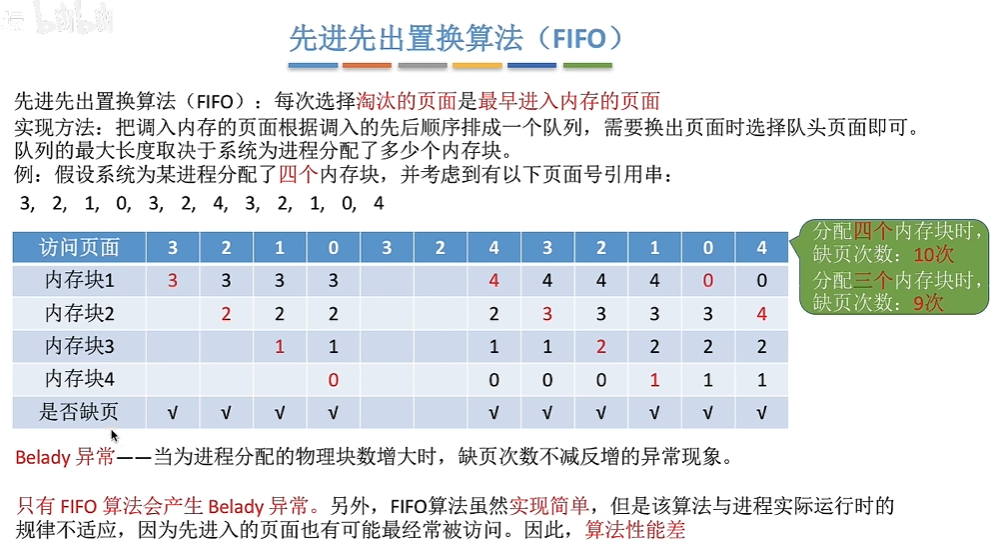 bilibili
先进先出置换算法（FIFO）
先进先出置换算法（FIFO）：每次选择淘汰的页面是最早进入内存的页面
实现方法：把调入内存的页面根据调入的先后顺序排成一个队列，需要换出页面时选择队头页面即可。
队列的最大长度取决于系统为进程分配了多少个内存块。
例：假设系统为某进程分配了四个内存块，并考虑到有以下页面号引用串：
3, 2, 1, 0, 3, 2, 4, 3, 2, 1, 0, 4
访问页面 3 2 1 0 3 2 4 3 2 1 0 4
内存块1 3 3 3 3 4 4 4 4 0 0
内存块2 2 2 2 2 3 3 3 3 4
内存块3 1 1 1 1 2 2 2 2
内存块4 0 0 0 0 1 1 1
是否缺页 √ √ √ √ √ √ √ √ √ √
分配四个内存块时，
缺页次数：10次
分配三个内存块时，
缺页次数：9次
Belady 异常——当为进程分配的物理块数增大时，缺页次数不减反增的异常现象。
只有 FIFO 算法会产生 Belady 异常。另外，FIFO算法虽然实现简单，但是该算法与进程实际运行时的
规律不适应，因为先进入的页面也有可能最经常被访问。因此，算法性能差